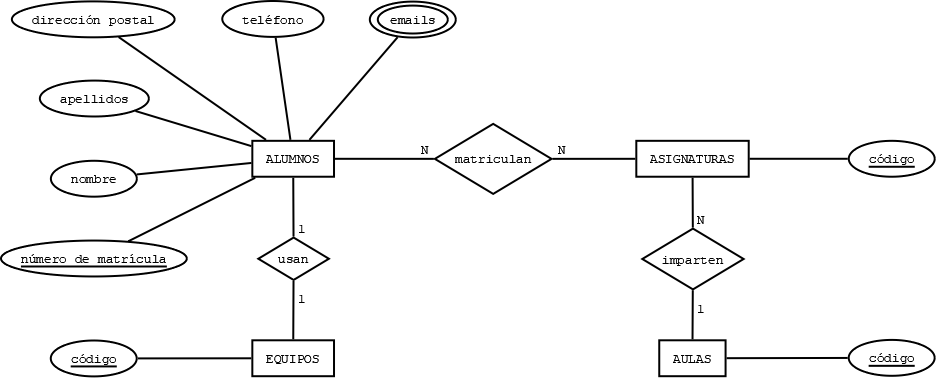 dirección postal
teléfono
emails
apellidos
ALUMNOS
N
matriculan
N
ASIGNATURAS
código
nombre
número de matrícula
1
usan
1
N
imparten
1
código
EQUIPOS
AULAS
código